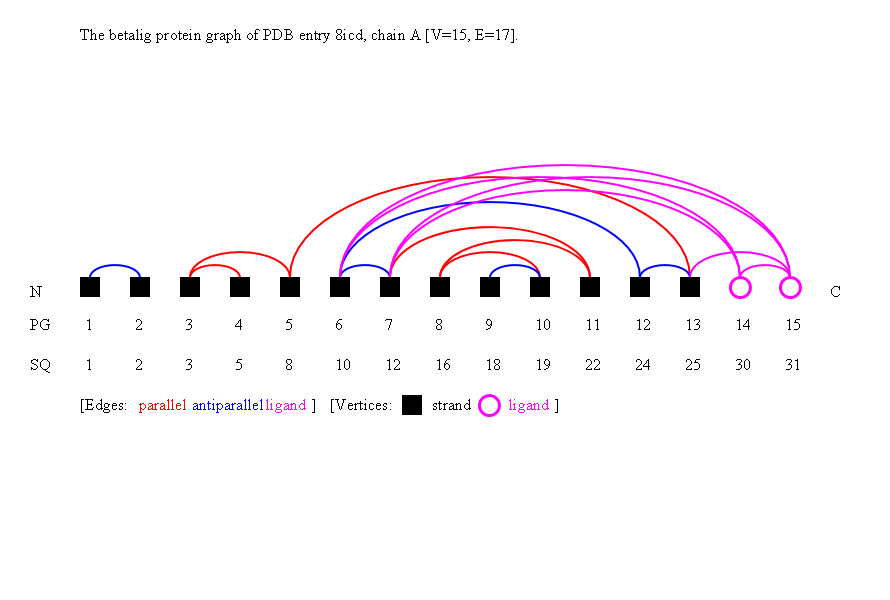 The betalig protein graph of PDB entry 8icd, chain A [V=15, E=17].
N C
PG 1 2 3 4 5 6 7 8 9 10 11 12 13 14 15
SQ 1 2 3 5 8 10 12 16 18 19 22 24 25 30 31
[Edges: parallel antiparallel ligand ] [Vertices: strand ligand ]